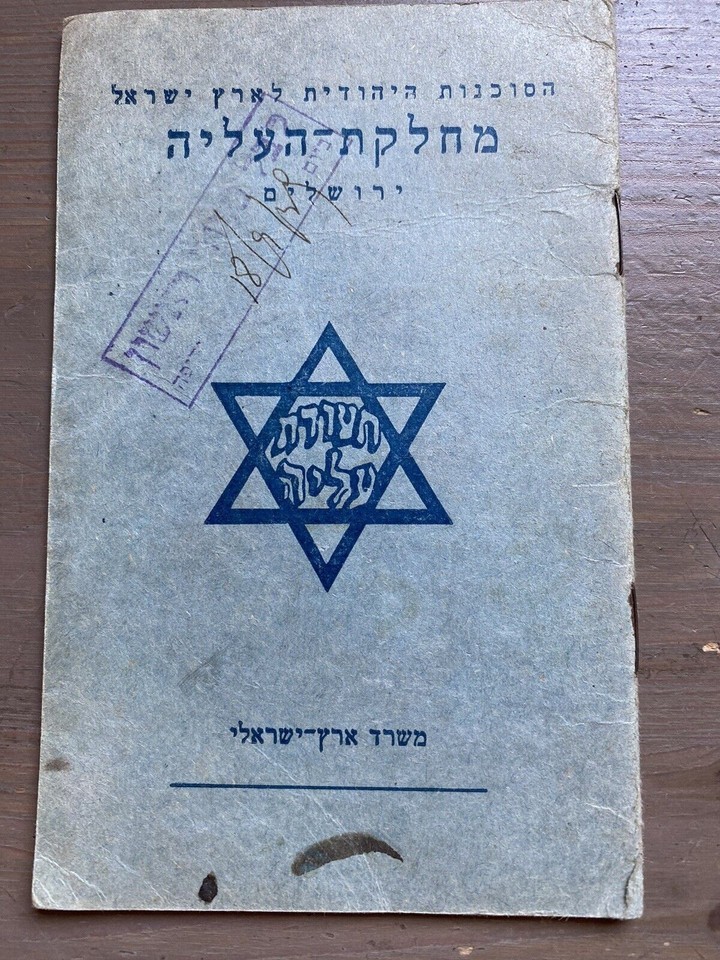 הסוכנות היהודית לארץ ישראל
מחלקת־העליה
ירושלים
תעודת
עליה
משרד ארץ־ישראלי